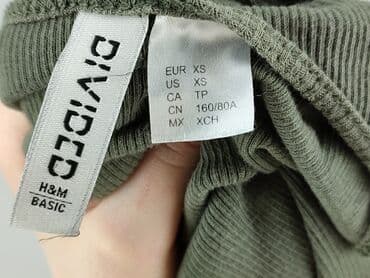 DIVIDED
H&M
BASIC
EUR XS
US XS
CA TP
CN 160/80A
MX XCH